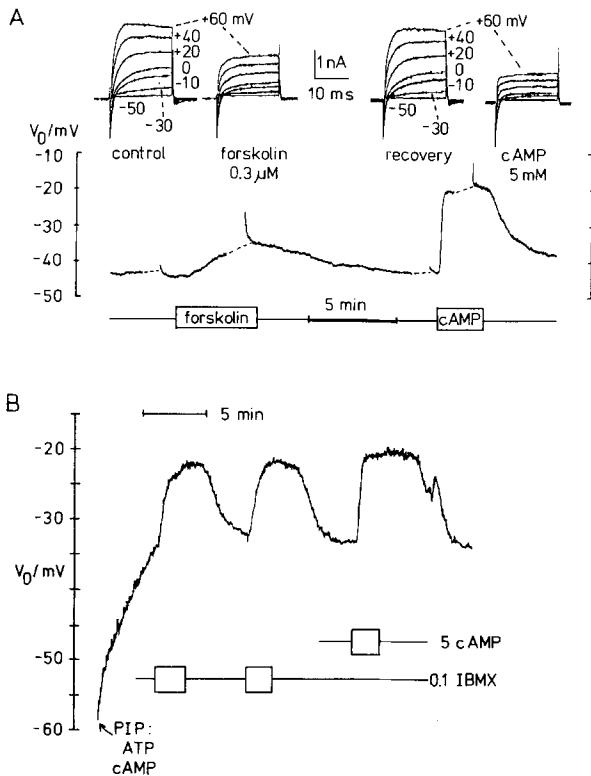 A
+60 mV
+40
+20
0
-10
-50
-30
1 nA
10 ms
+60 mV
+40
+20
0
-10
-50
-30
control
forskolin
0.3 µM
recovery
cAMP
5 mM
V₀/mV
-10
-20
-30
-40
-50
forskolin
5 min
cAMP
B
5 min
-20
-30
V₀/mV
-50
-60
5 cAMP
0.1 IBMX
PIP:
ATP
cAMP